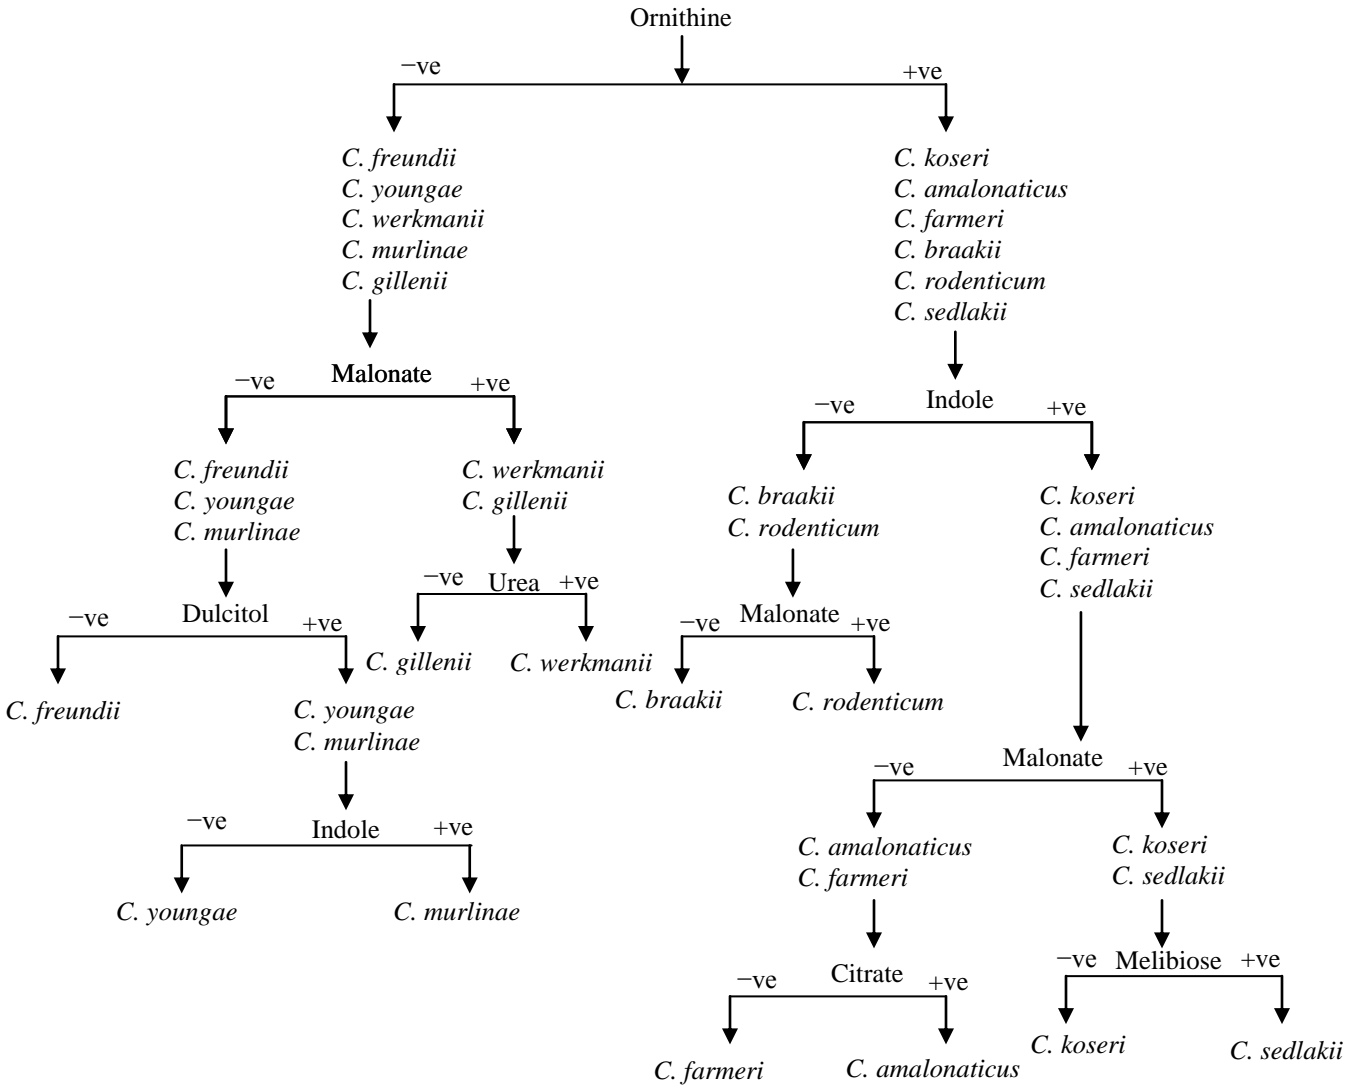 Ornithine
−ve
+ve
C. freundii
C. youngae
C. werkmanii
C. murlinae
C. gillenii
C. koseri
C. amalonaticus
C. farmeri
C. braakii
C. rodenticum
C. sedlakii
−ve
Malonate
+ve
−ve
Indole
+ve
C. freundii
C. youngae
C. murlinae
C. werkmanii
C. gillenii
C. braakii
C. rodenticum
C. koseri
C. amalonaticus
C. farmeri
C. sedlakii
−ve
Dulcitol
+ve
−ve
Urea
+ve
−ve
Malonate
+ve
C. freundii
C. youngae
C. murlinae
C. gillenii
C. werkmanii
C. braakii
C. rodenticum
−ve
Indole
+ve
−ve
Malonate
+ve
C. youngae
C. murlinae
C. amalonaticus
C. farmeri
C. koseri
C. sedlakii
−ve
Citrate
+ve
−ve
Melibiose
+ve
C. farmeri
C. amalonaticus
C. koseri
C. sedlakii